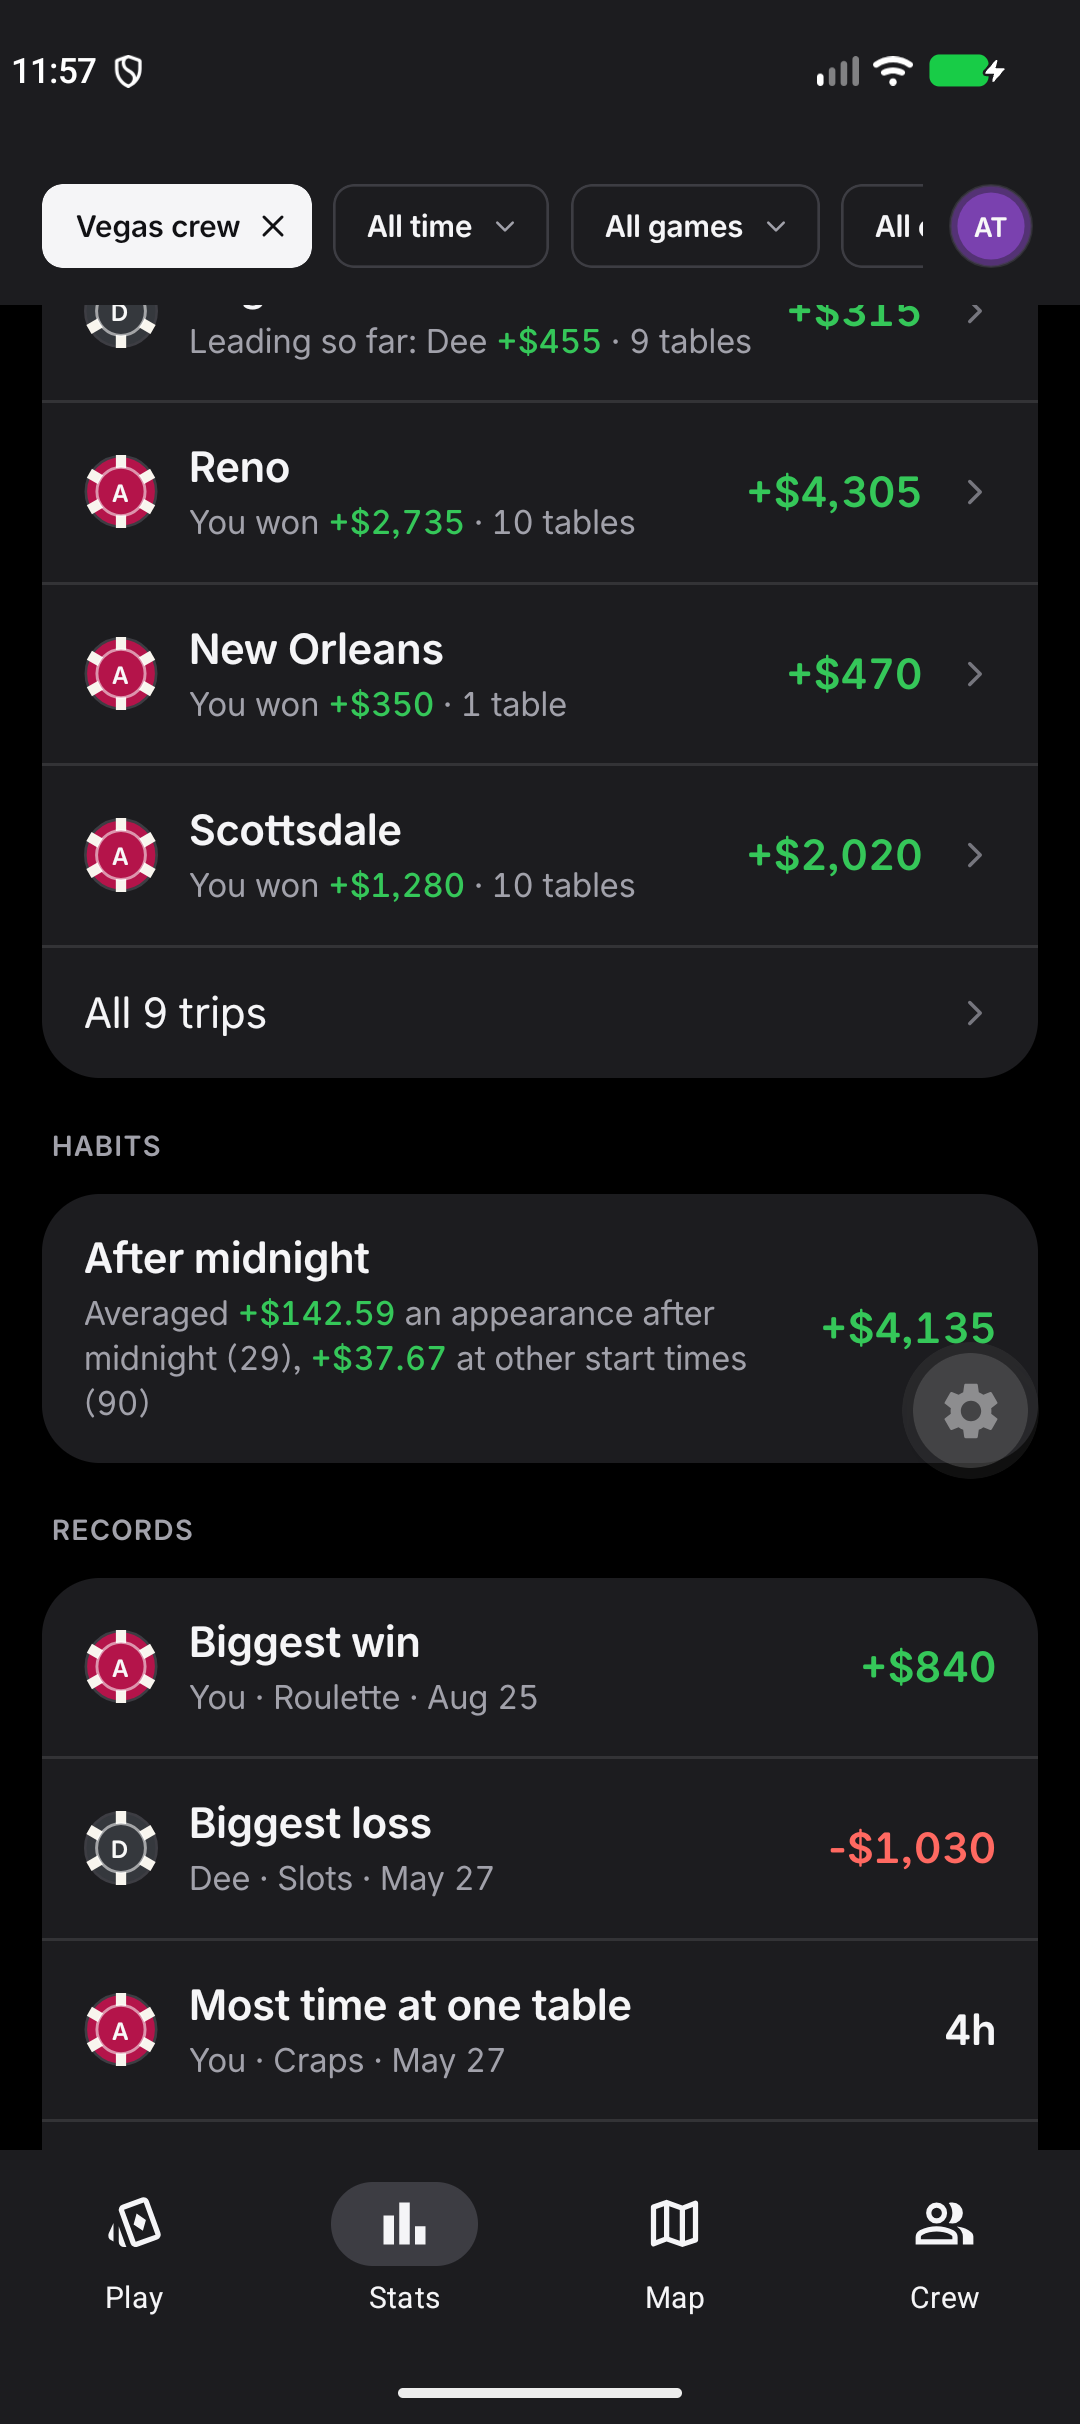 11:57
Vegas crew
All time
All games
All
AT
D
+$315
Leading so far: Dee +$455 · 9 tables
A
Reno
+$4,305
You won +$2,735 · 10 tables
A
New Orleans
+$470
You won +$350 · 1 table
A
Scottsdale
+$2,020
You won +$1,280 · 10 tables
All 9 trips
HABITS
After midnight
Averaged +$142.59 an appearance after
midnight (29), +$37.67 at other start times
(90)
+$4,135
RECORDS
A
Biggest win
+$840
You · Roulette · Aug 25
D
Biggest loss
-$1,030
Dee · Slots · May 27
A
Most time at one table
4h
You · Craps · May 27
Play
Stats
Map
Crew